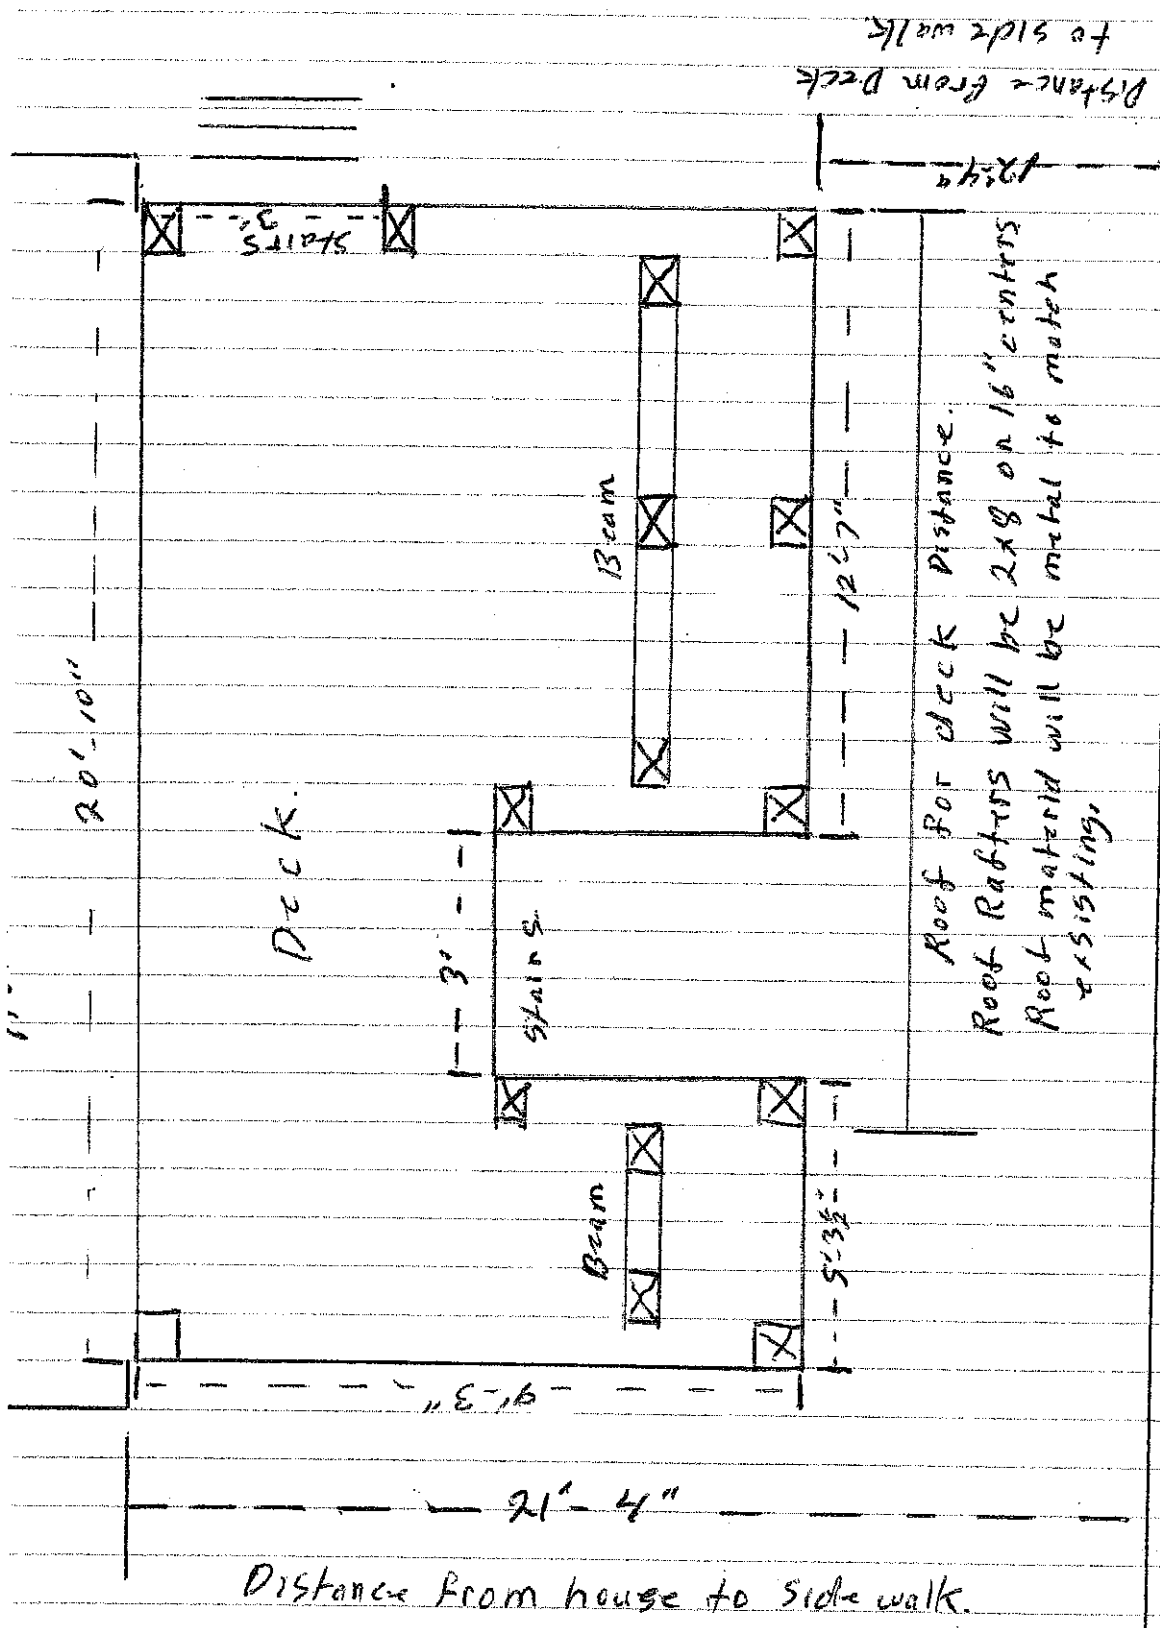 Distance from Deck
to side walk
12'-4"
stairs
3'
20'-10"
Deck.
Beam
12'-7"
3'
Stairs
Beam
5'-3½"
Roof for deck Distance.
Roof Rafters will be 2x8 on 16" centers
Roof material will be metal to match
exsisting.
9'-3"
21'-4"
Distance from house to side walk.